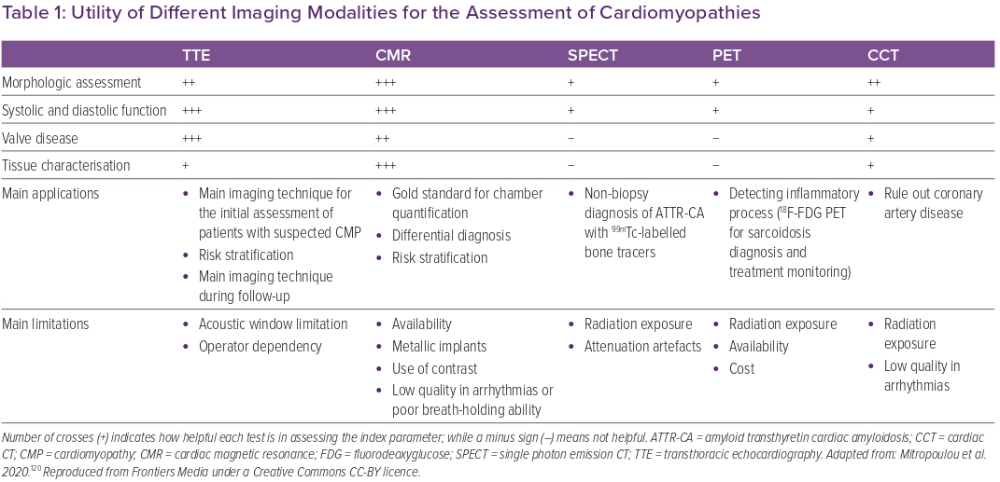 Table 1: Utility of Different Imaging Modalities for the Assessment of Cardiomyopathies
TTE CMR SPECT PET CCT
Morphologic assessment ++ +++ + + ++
Systolic and diastolic function +++ +++ + + +
Valve disease +++ ++ – – +
Tissue characterisation + +++ – – +
Main applications
• Main imaging technique for
the initial assessment of
patients with suspected CMP
• Risk stratification
• Main imaging technique
during follow-up
• Gold standard for chamber
quantification
• Differential diagnosis
• Risk stratification
• Non-biopsy
diagnosis of ATTR-CA
with 99mTc-labelled
bone tracers
• Detecting inflammatory
process (18F-FDG PET
for sarcoidosis
diagnosis and
treatment monitoring)
• Rule out coronary
artery disease
Main limitations
• Acoustic window limitation
• Operator dependency
• Availability
• Metallic implants
• Use of contrast
• Low quality in arrhythmias or
poor breath-holding ability
• Radiation exposure
• Attenuation artefacts
• Radiation exposure
• Availability
• Cost
• Radiation
exposure
• Low quality in
arrhythmias
Number of crosses (+) indicates how helpful each test is in assessing the index parameter; while a minus sign (–) means not helpful. ATTR-CA = amyloid transthyretin cardiac amyloidosis; CCT = cardiac
CT; CMP = cardiomyopathy; CMR = cardiac magnetic resonance; FDG = fluorodeoxyglucose; SPECT = single photon emission CT; TTE = transthoracic echocardiography. Adapted from: Mitropoulou et al.
2020.120 Reproduced from Frontiers Media under a Creative Commons CC-BY licence.